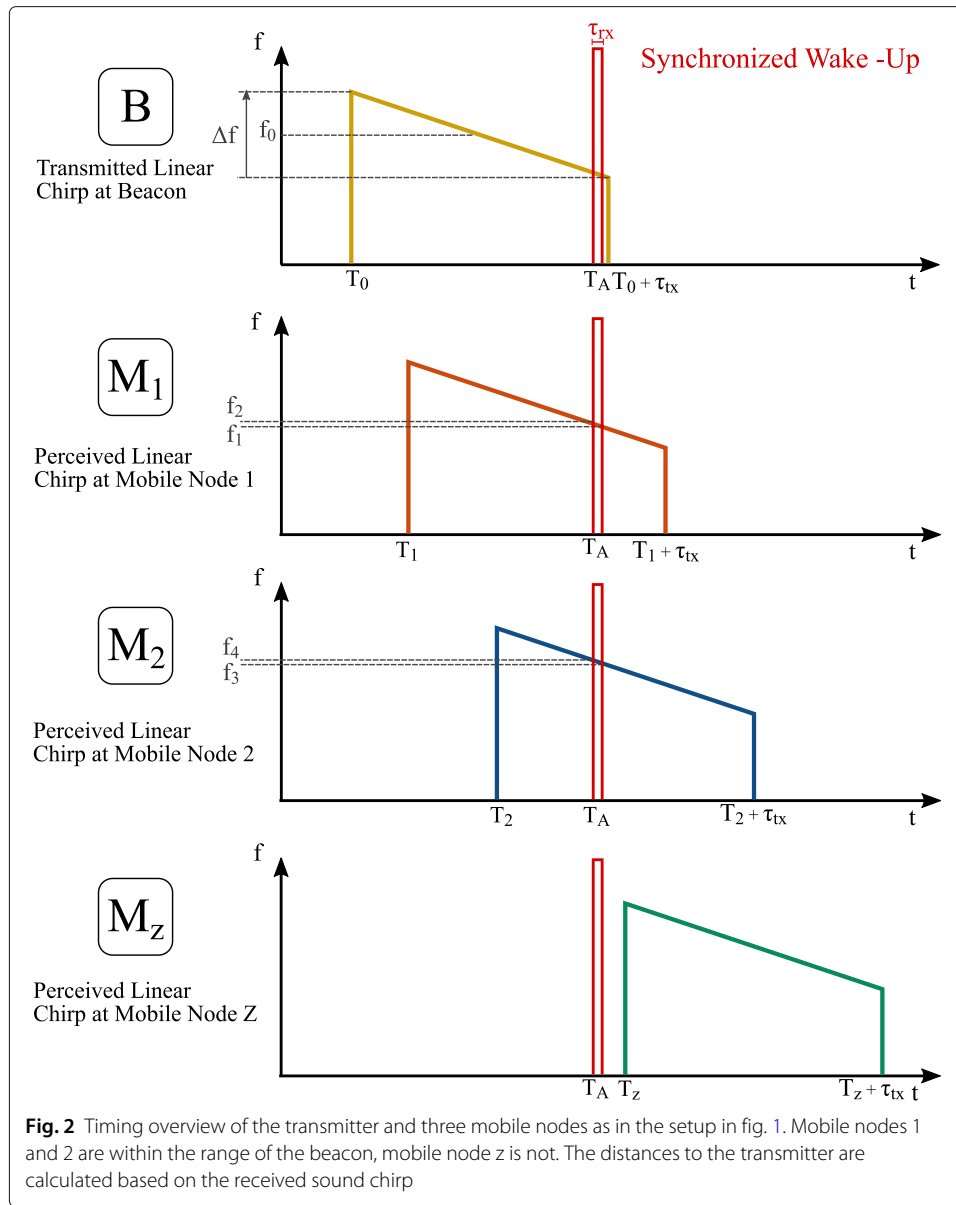 f
τrx
Synchronized Wake -Up
B
Δf
f0
Transmitted Linear
Chirp at Beacon
T0
TA
T0 + τtx
t
f
M1
f2
f1
Perceived Linear
Chirp at Mobile Node 1
T1
TA
T1 + τtx
t
f
M2
f4
f3
Perceived Linear
Chirp at Mobile Node 2
T2
TA
T2 + τtx
t
f
Mz
Perceived Linear
Chirp at Mobile Node Z
TA
Tz
Tz + τtx
t
Fig. 2 Timing overview of the transmitter and three mobile nodes as in the setup in fig. 1. Mobile nodes 1
and 2 are within the range of the beacon, mobile node z is not. The distances to the transmitter are
calculated based on the received sound chirp